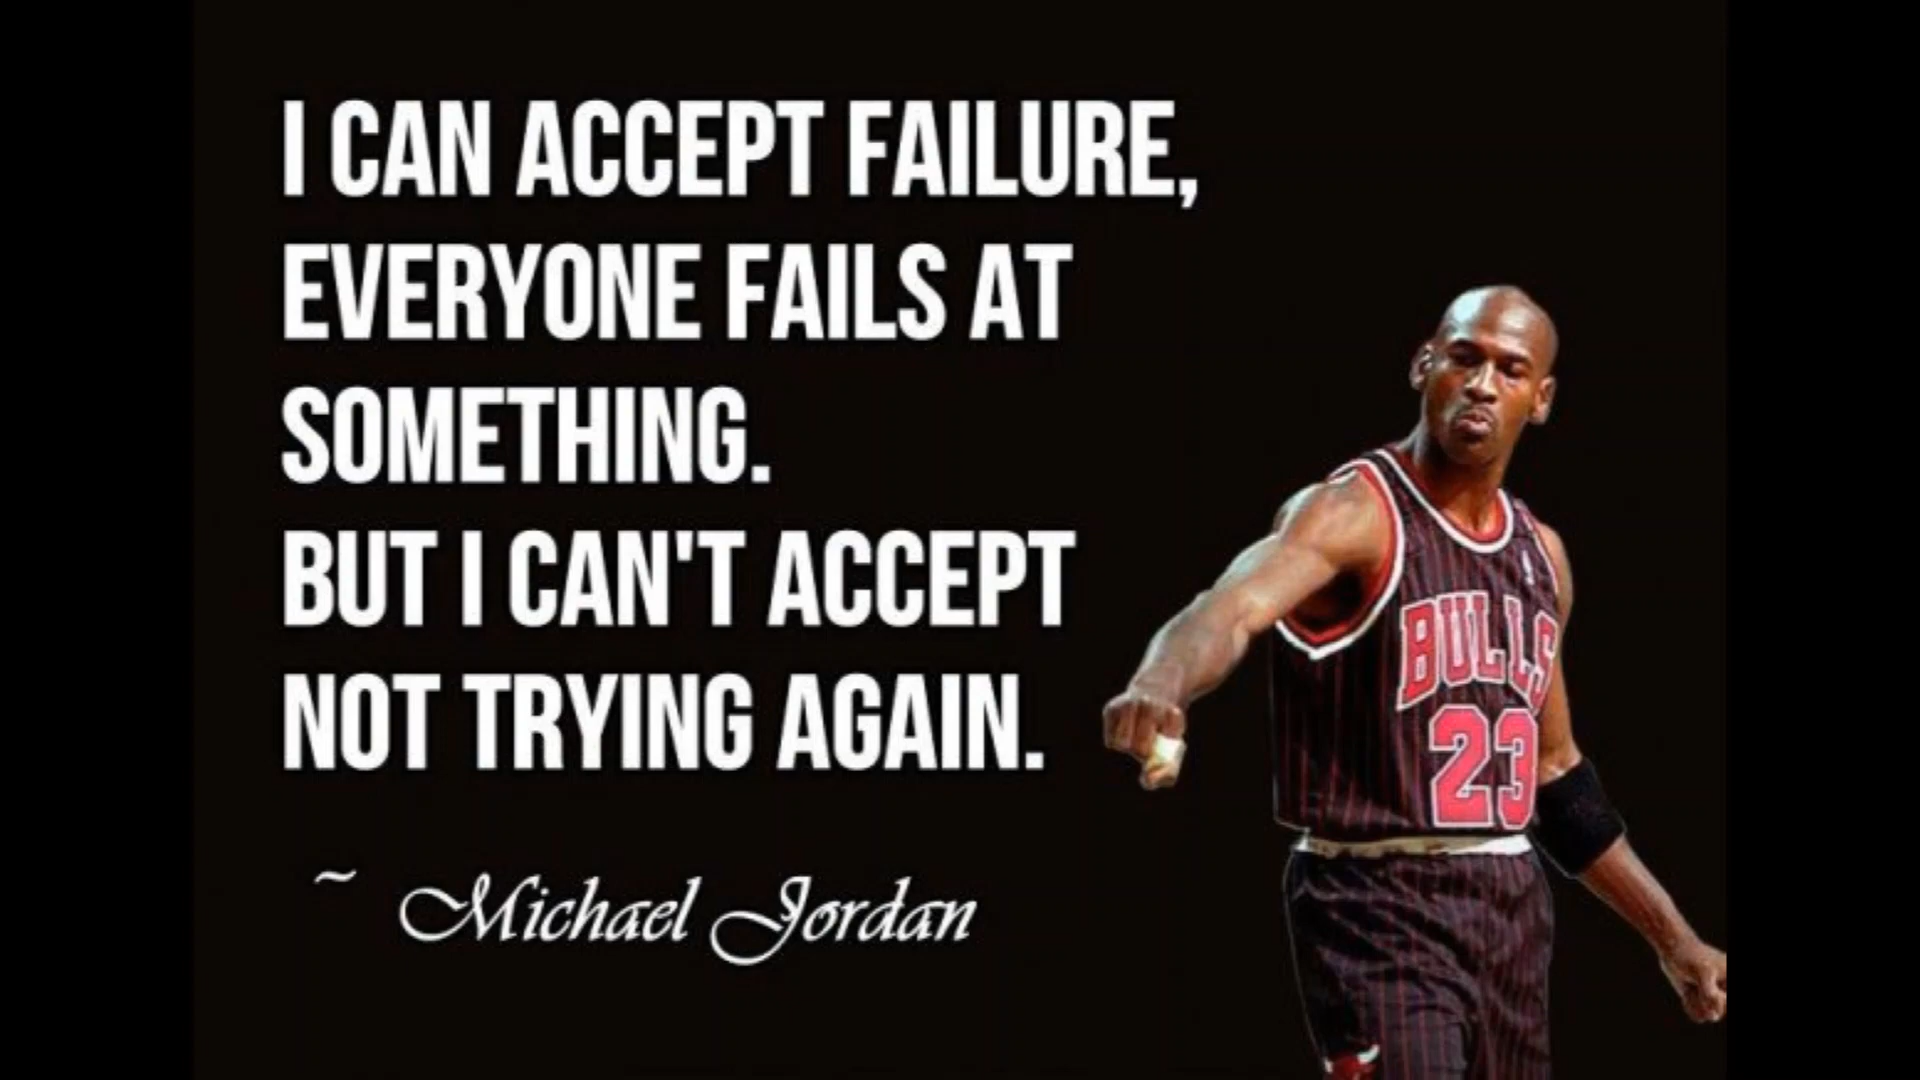 I CAN ACCEPT FAILURE,
EVERYONE FAILS AT
SOMETHING.
BUT I CAN'T ACCEPT
NOT TRYING AGAIN.
~ Michael Jordan
BULLS
23